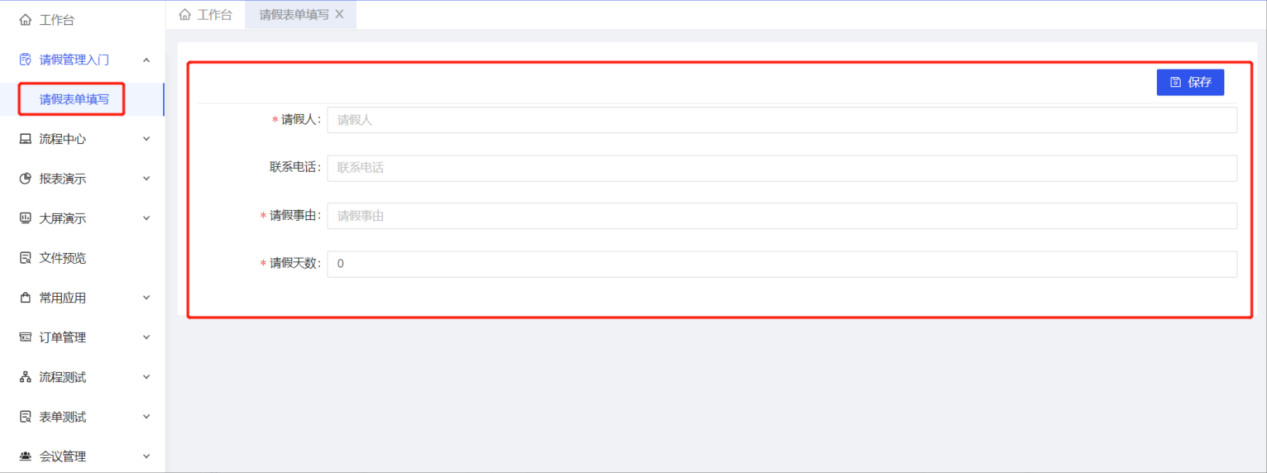 工作台
请假管理入门
请假表单填写
流程中心
报表演示
大屏演示
文件预览
常用应用
订单管理
流程测试
表单测试
会议管理
工作台 请假表单填写 X
保存
* 请假人: 请假人
联系电话: 联系电话
* 请假事由: 请假事由
* 请假天数: 0